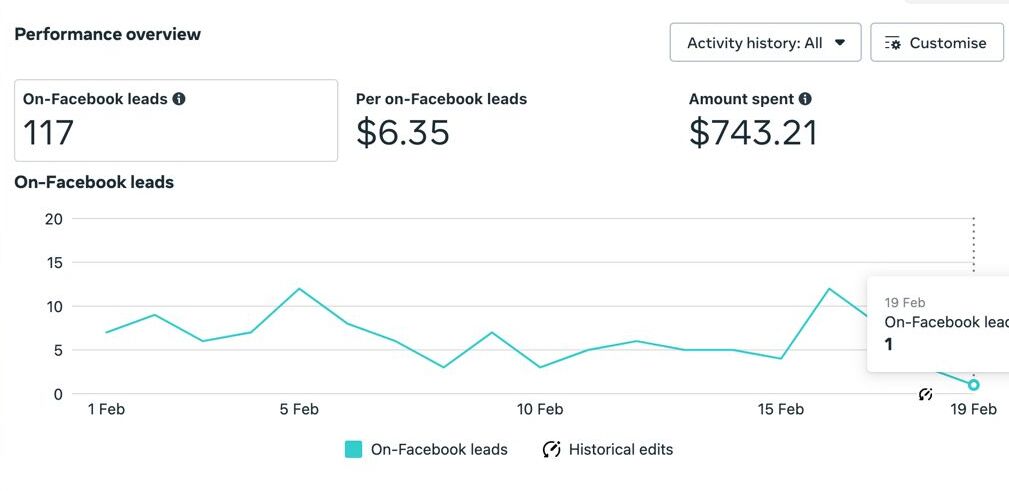 Performance overview
Activity history: All
Customise
On-Facebook leads
117
Per on-Facebook leads
$6.35
Amount spent
$743.21
On-Facebook leads
20
15
10
5
0
19 Feb
On-Facebook leac
1
1 Feb
5 Feb
10 Feb
15 Feb
19 Feb
On-Facebook leads
Historical edits